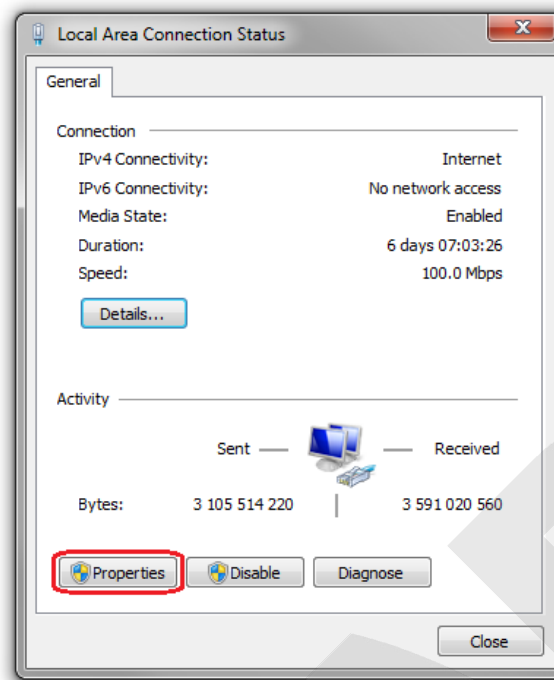 Local Area Connection Status
General
Connection
IPv4 Connectivity: Internet
IPv6 Connectivity: No network access
Media State: Enabled
Duration: 6 days 07:03:26
Speed: 100.0 Mbps
Details...
Activity
Sent Received
Bytes: 3 105 514 220 3 591 020 560
Properties Disable Diagnose
Close